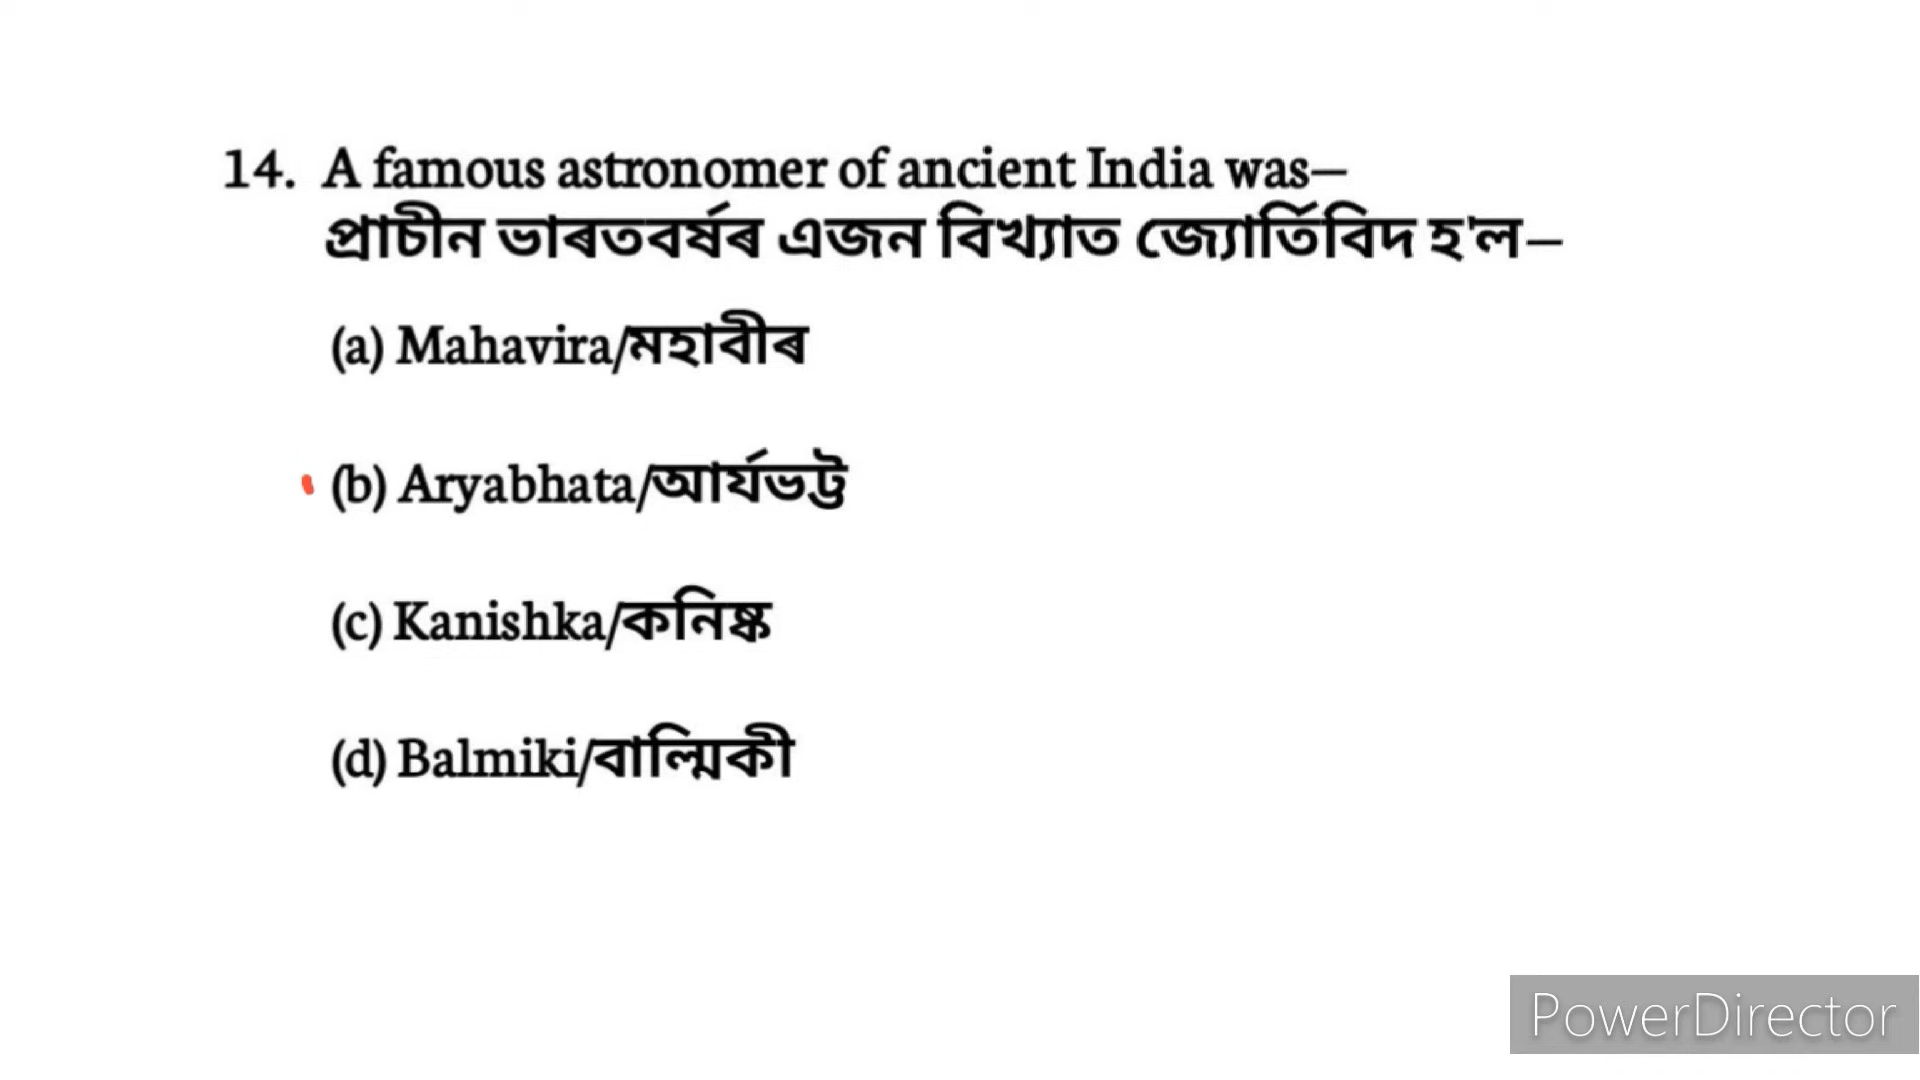 14. A famous astronomer of ancient India was—
প্ৰাচীন ভাৰতবৰ্ষৰ এজন বিখ্যাত জ্যোৰ্তিবিদ হ'ল—
(a) Mahavira/মহাবীৰ
(b) Aryabhata/আৰ্যভট্ট
(c) Kanishka/কনিষ্ক
(d) Balmiki/বাল্মিকী
PowerDirector